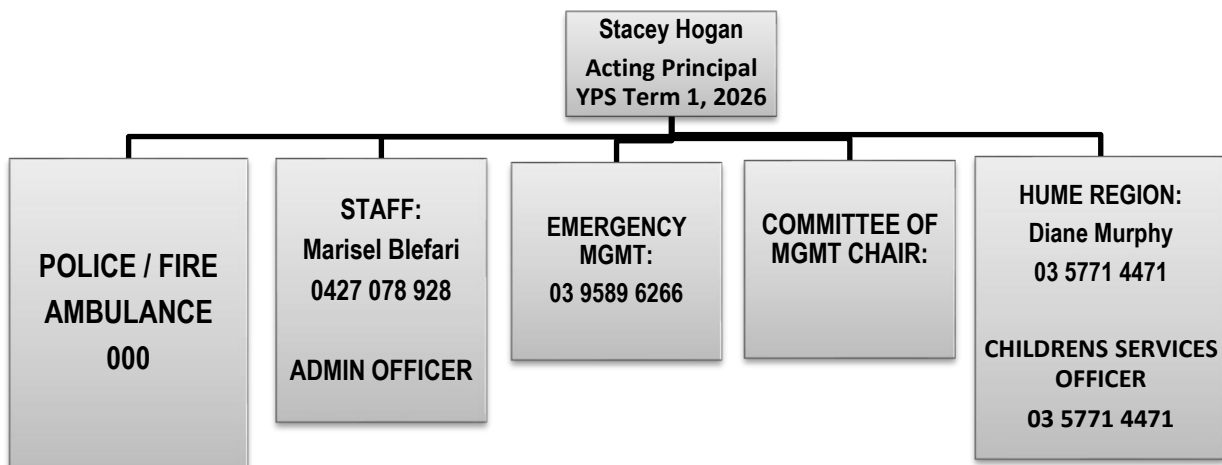 Stacey Hogan
Acting Principal
YPS Term 1, 2026
POLICE / FIRE
AMBULANCE
000
STAFF:
Marisel Blefari
0427 078 928
ADMIN OFFICER
EMERGENCY
MGMT:
03 9589 6266
COMMITTEE OF
MGMT CHAIR:
HUME REGION:
Diane Murphy
03 5771 4471
CHILDRENS SERVICES
OFFICER
03 5771 4471